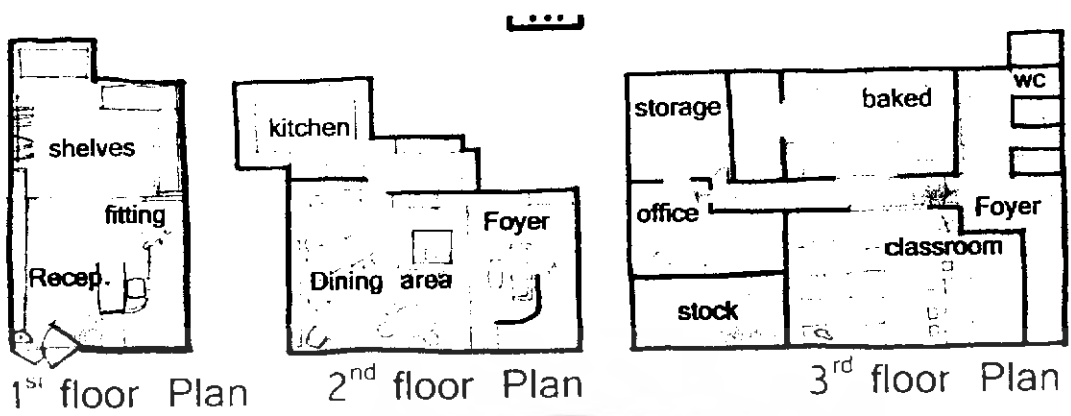 shelves
fitting
Recep.
1st floor Plan
kitchen
Foyer
Dining area
2nd floor Plan
storage
baked
wc
office
Foyer
classroom
stock
3rd floor Plan